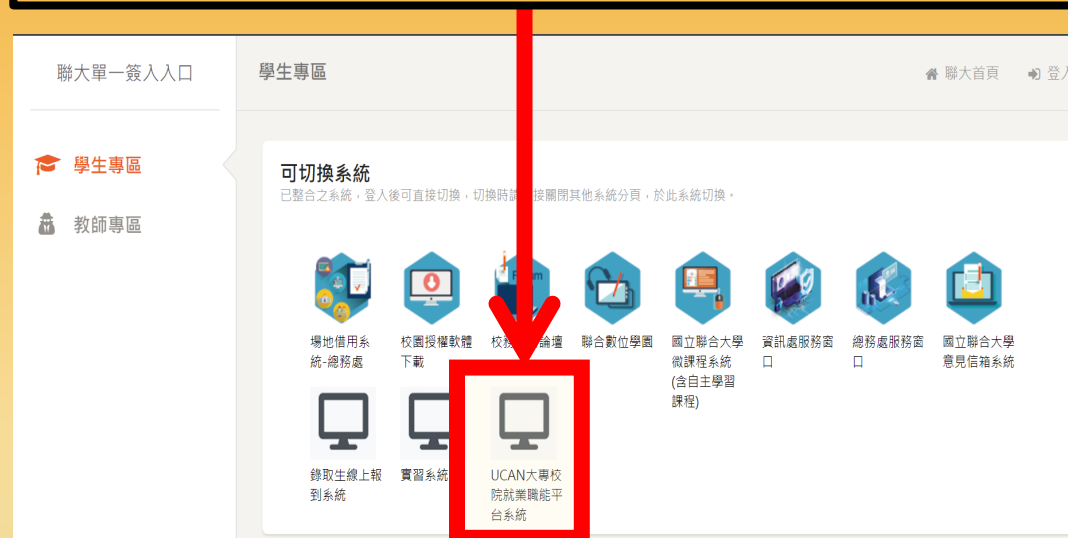 聯大單一簽入入口
學生專區
聯大首頁
登入
學生專區
教師專區
可切換系統
已整合之系統，登入後可直接切換，切換時請 接關閉其他系統分頁，於此系統切換。
場地借用系
統-總務處
校園授權軟體
下載
校務 論壇
聯合數位學園
國立聯合大學
微課程系統
(含自主學習
課程)
資訊處服務窗
口
總務處服務窗
口
國立聯合大學
意見信箱系統
錄取生線上報
到系統
實習系統
UCAN大專校
院就業職能平
台系統